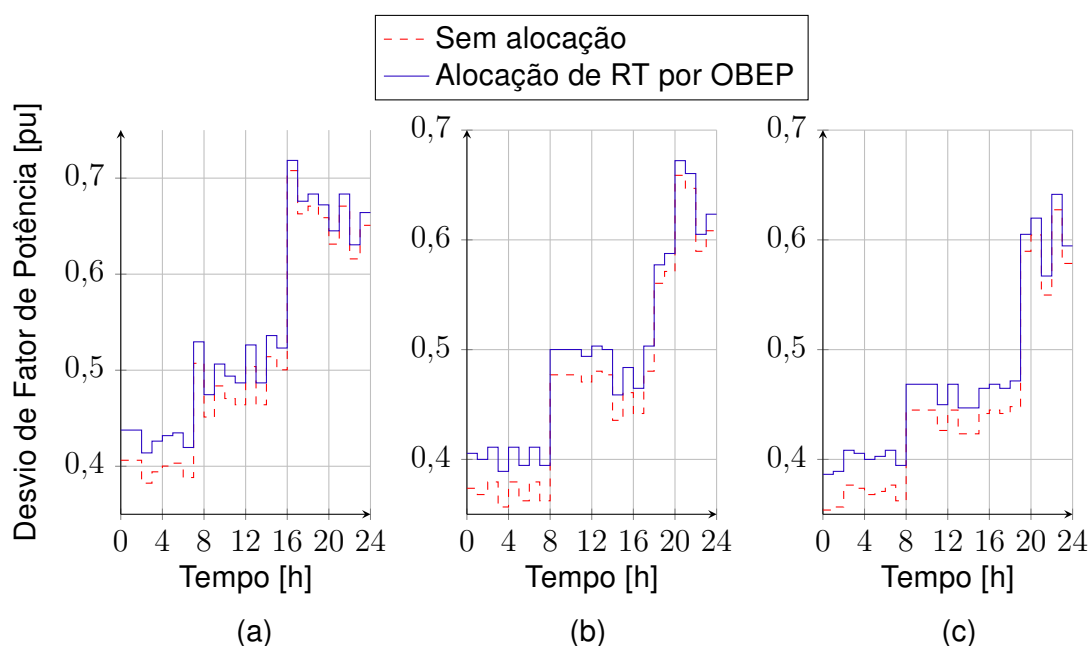 Sem alocação
Alocação de RT por OBEP
Desvio de Fator de Potência [pu]
0,7
0,6
0,5
0,4
0 4 8 12 16 20 24
Tempo [h]
(a)
0,7
0,6
0,5
0,4
0 4 8 12 16 20 24
Tempo [h]
(b)
0,7
0,6
0,5
0,4
0 4 8 12 16 20 24
Tempo [h]
(c)